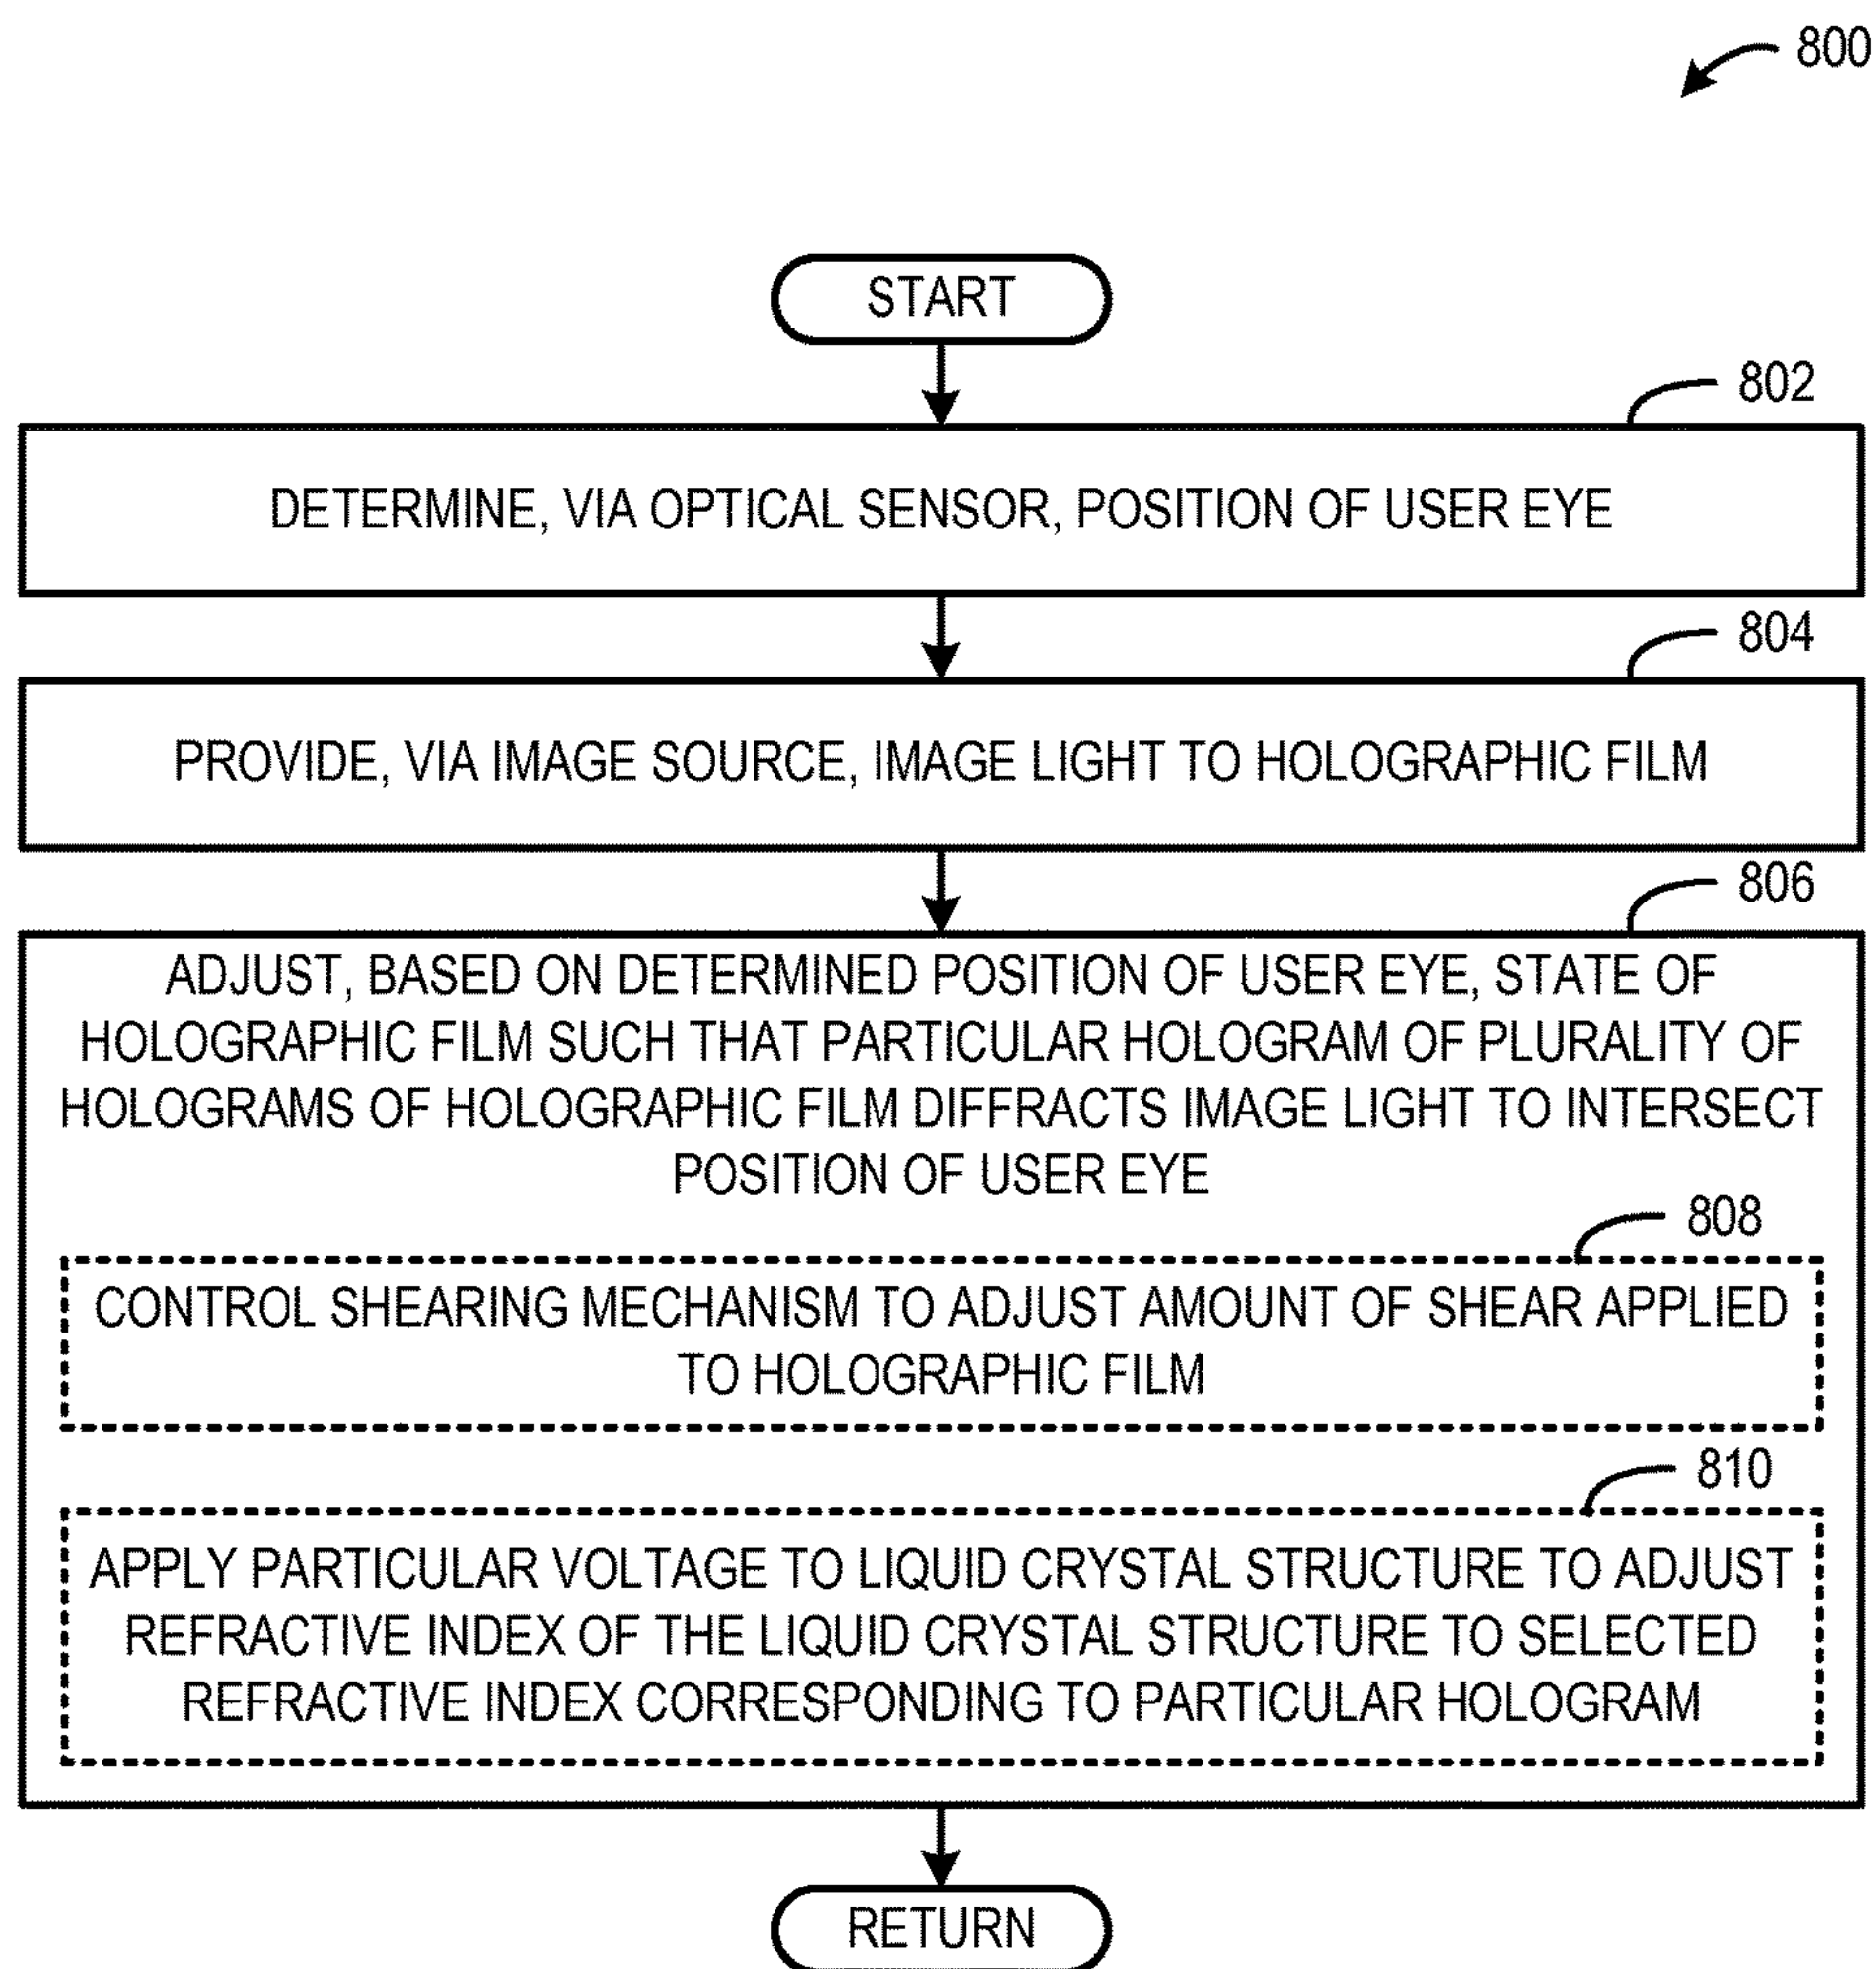 800
START
802
DETERMINE, VIA OPTICAL SENSOR, POSITION OF USER EYE
804
PROVIDE, VIA IMAGE SOURCE, IMAGE LIGHT TO HOLOGRAPHIC FILM
806
ADJUST, BASED ON DETERMINED POSITION OF USER EYE, STATE OF
HOLOGRAPHIC FILM SUCH THAT PARTICULAR HOLOGRAM OF PLURALITY OF
HOLOGRAMS OF HOLOGRAPHIC FILM DIFFRACTS IMAGE LIGHT TO INTERSECT
POSITION OF USER EYE
808
CONTROL SHEARING MECHANISM TO ADJUST AMOUNT OF SHEAR APPLIED
TO HOLOGRAPHIC FILM
810
APPLY PARTICULAR VOLTAGE TO LIQUID CRYSTAL STRUCTURE TO ADJUST
REFRACTIVE INDEX OF THE LIQUID CRYSTAL STRUCTURE TO SELECTED
REFRACTIVE INDEX CORRESPONDING TO PARTICULAR HOLOGRAM
RETURN